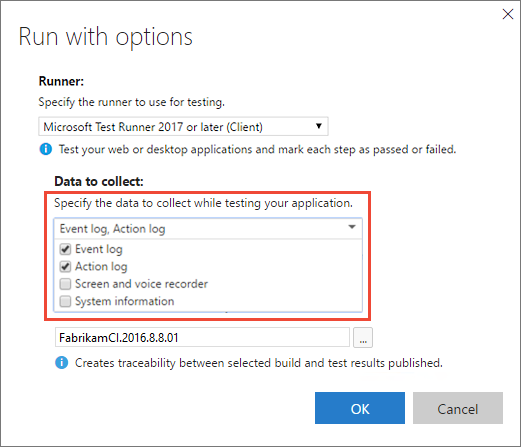 Run with options
Runner:
Specify the runner to use for testing.
Microsoft Test Runner 2017 or later (Client)
Test your web or desktop applications and mark each step as passed or failed.
Data to collect:
Specify the data to collect while testing your application.
Event log, Action log
Event log
Action log
Screen and voice recorder
System information
FabrikamCI.2016.8.8.01
...
Creates traceability between selected build and test results published.
OK
Cancel